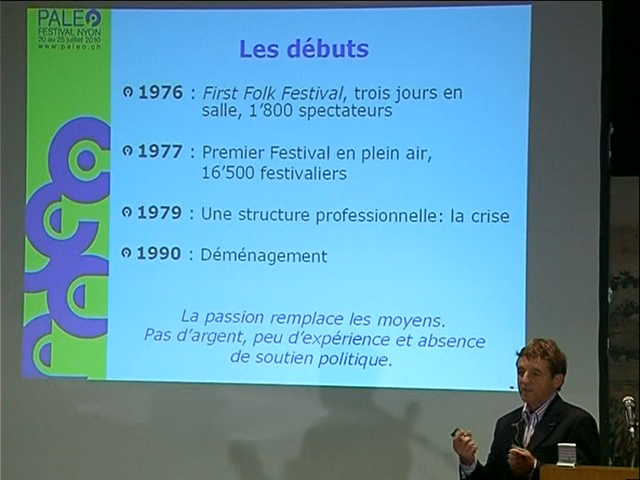 PALEO
FESTIVAL NYON
20 au 25 juillet 2010
www.paleo.ch
Les débuts
1976 : First Folk Festival, trois jours en
salle, 1'800 spectateurs
1977 : Premier Festival en plein air,
16'500 festivaliers
1979 : Une structure professionnelle: la crise
1990 : Déménagement
La passion remplace les moyens.
Pas d'argent, peu d'expérience et absence
de soutien politique.